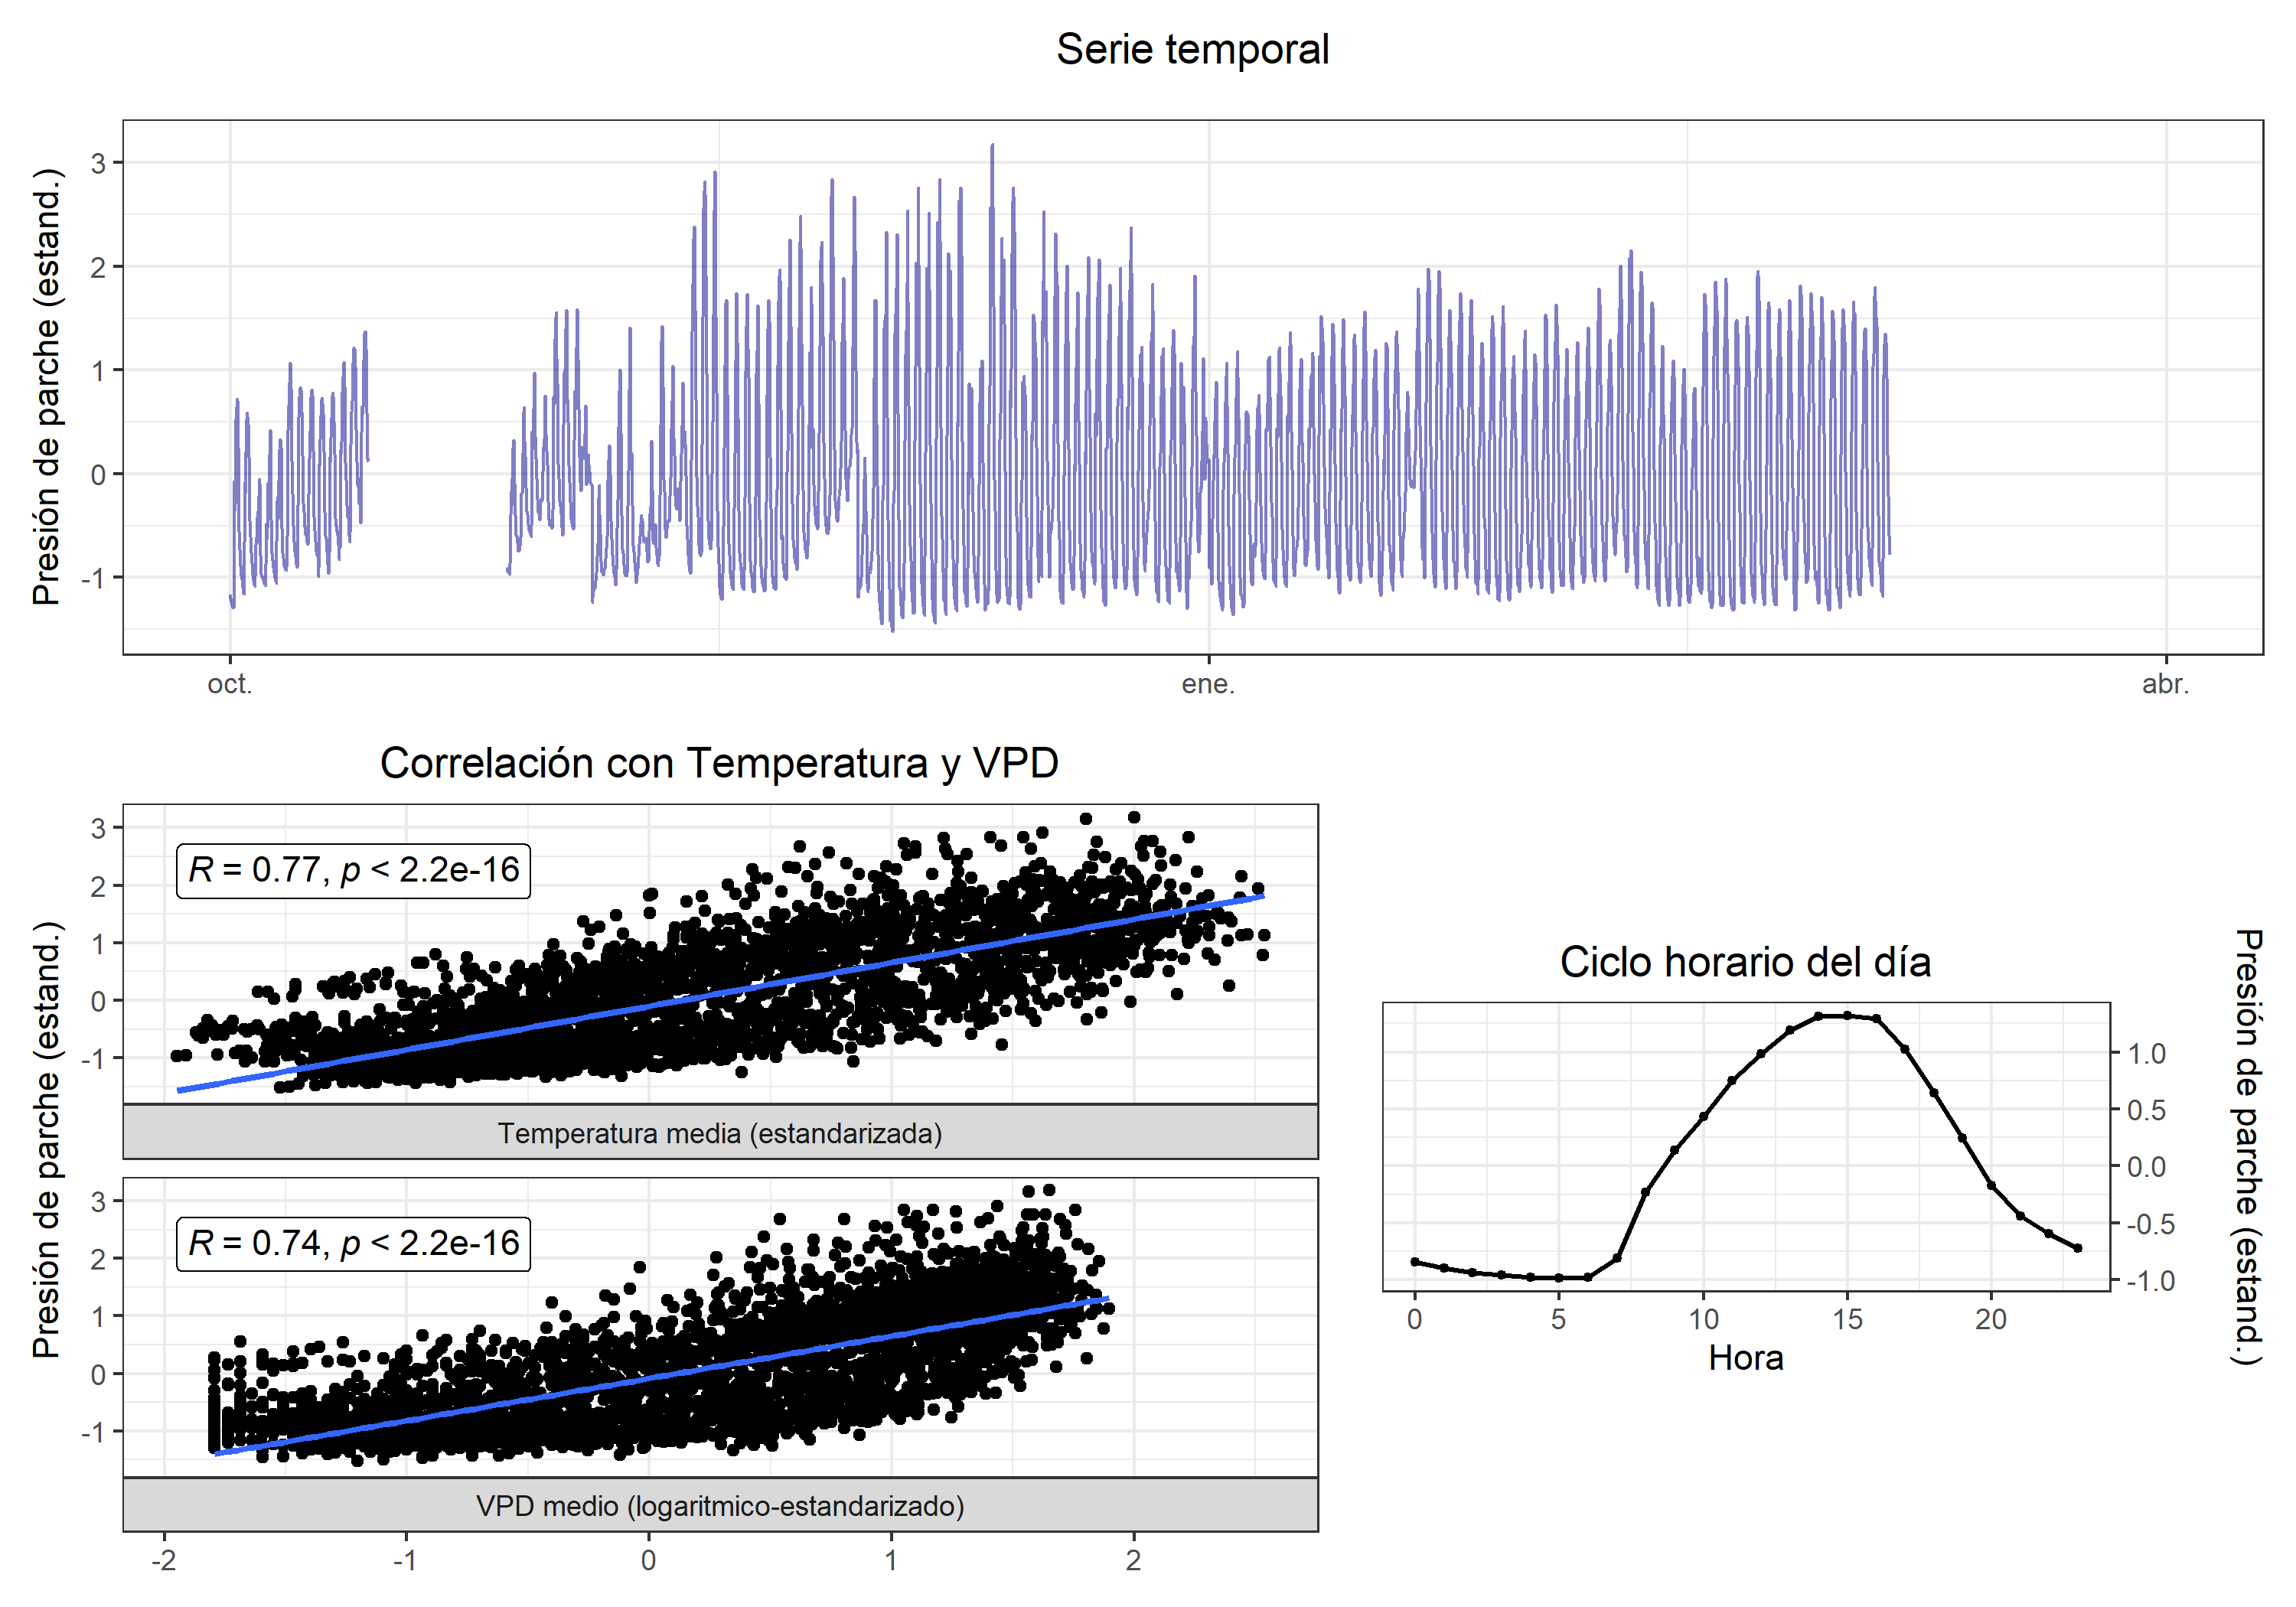 Serie temporal
Presión de parche (estand.)
3
2
1
0
-1
oct.
ene.
abr.
Correlación con Temperatura y VPD
Presión de parche (estand.)
3
2
1
0
-1
R = 0.77, p < 2.2e-16
Temperatura media (estandarizada)
3
2
1
0
-1
R = 0.74, p < 2.2e-16
VPD medio (logaritmico-estandarizado)
-2
-1
0
1
2
Ciclo horario del día
1.0
0.5
0.0
-0.5
-1.0
Presión de parche (estand.)
0
5
10
15
20
Hora